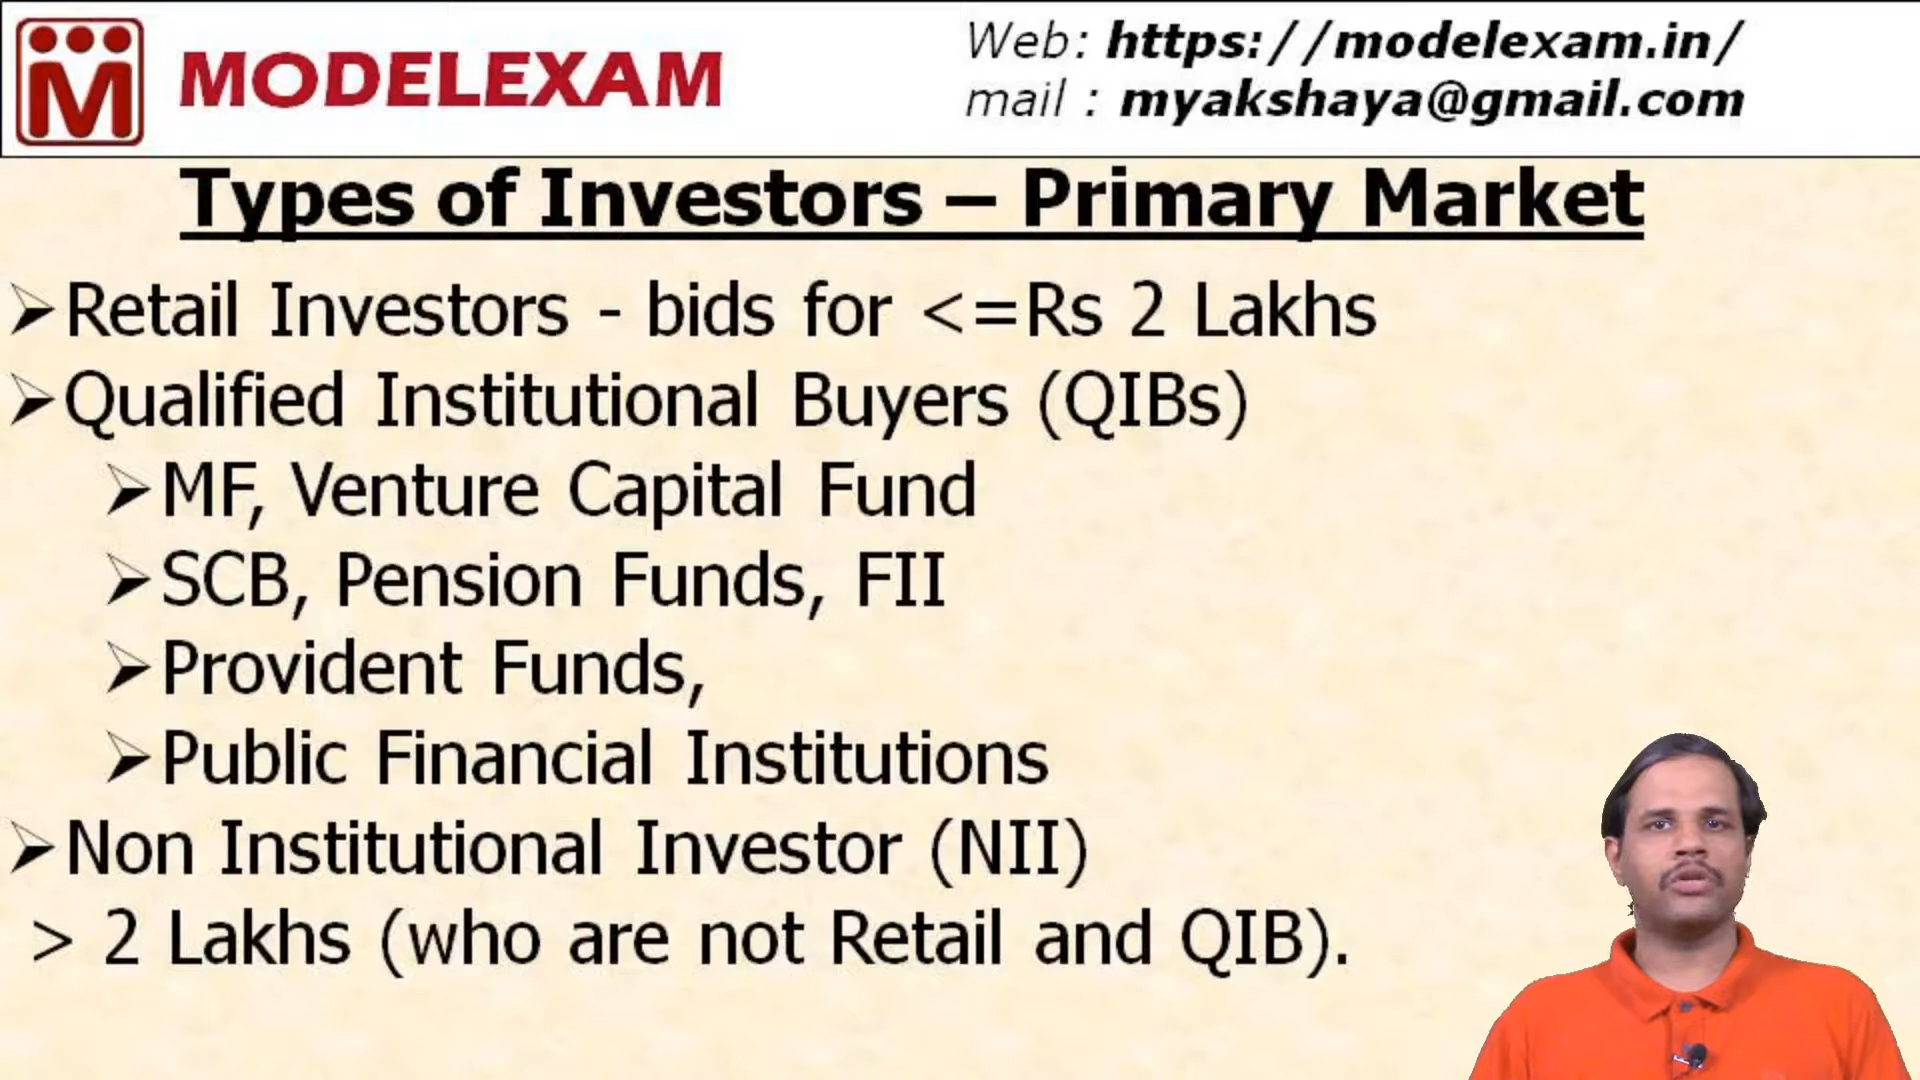 MODELEXAM
Web: https://modelexam.in/
mail : myakshaya@gmail.com
Types of Investors – Primary Market
➢Retail Investors - bids for <=Rs 2 Lakhs
➢Qualified Institutional Buyers (QIBs)
➢MF, Venture Capital Fund
➢SCB, Pension Funds, FII
➢Provident Funds,
➢Public Financial Institutions
➢Non Institutional Investor (NII)
> 2 Lakhs (who are not Retail and QIB).